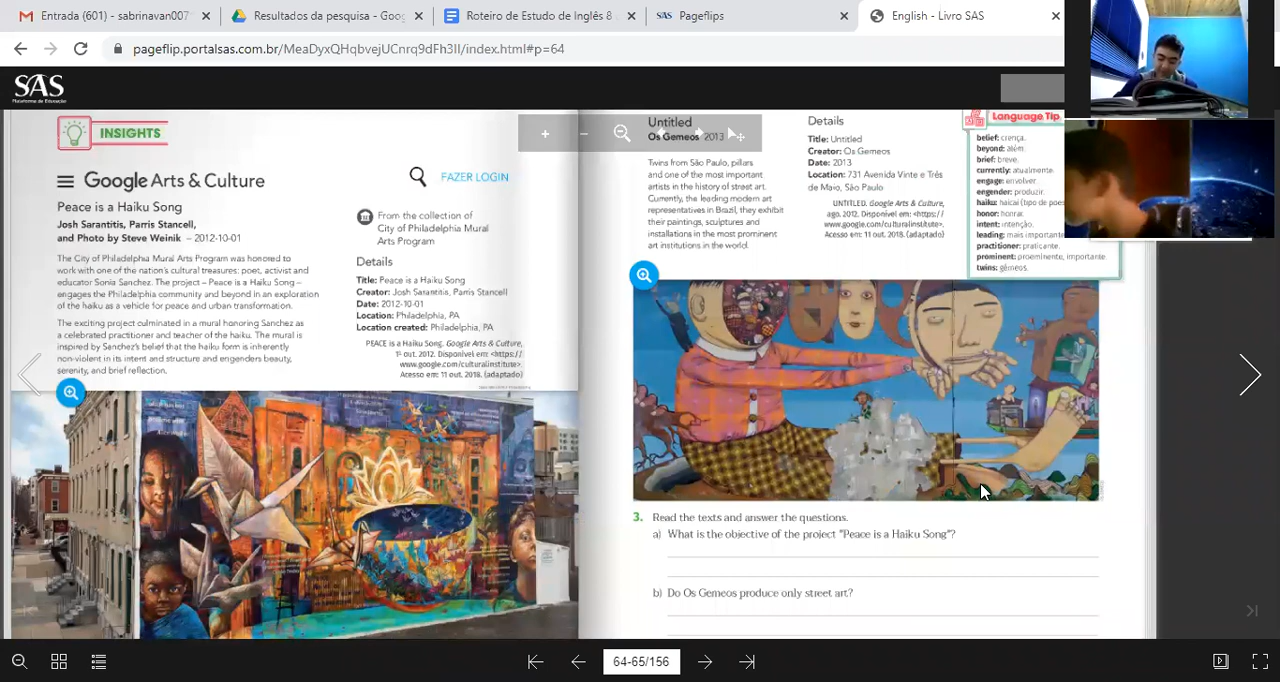 Entrada (601) - sabrinavan007
Resultados da pesquisa - Goog
Roteiro de Estudo de Inglês 8
SAS Pageflips
English - Livro SAS
pageflip.portalsas.com.br/MeaDyxQHqbvejUCnrq9dFh3II/index.html#p=64
SAS
Plataforma de Educação
INSIGHTS
Google Arts & Culture
FAZER LOGIN
Peace is a Haiku Song
Josh Sarantitis, Parris Stancell,
and Photo by Steve Weinik – 2012-10-01
The City of Philadelphia Mural Arts Program was honored to
work with one of the nation's cultural treasures: poet, activist and
educator Sonia Sanchez. The project – Peace is a Haiku Song –
engages the Philadelphia community and beyond in an exploration
of the haiku as a vehicle for peace and urban transformation.
The exciting project culminated in a mural honoring Sanchez as
a celebrated practitioner and teacher of the haiku. The mural is
inspired by Sanchez's belief that the haiku form is inherently
non-violent in its intent and structure and engenders beauty,
serenity, and brief reflection.
From the collection of
City of Philadelphia Mural
Arts Program
Details
Title: Peace is a Haiku Song
Creator: Josh Sarantitis, Parris Stancell
Date: 2012-10-01
Location: Philadelphia, PA
Location created: Philadelphia, PA
PEACE is a Haiku Song. Google Arts & Culture,
1º out. 2012. Disponível em: <https://
www.google.com/culturalinstitute>.
Acesso em: 11 out. 2018. (adaptado)
Untitled
Os Gemeos 2013
Twins from São Paulo, pillars
and one of the most important
artists in the history of street art.
Currently, the leading modern art
representatives in Brazil, they exhibit
their paintings, sculptures and
installations in the most prominent
art institutions in the world.
Details
Title: Untitled
Creator: Os Gemeos
Date: 2013
Location: 731 Avenida Vinte e Três
de Maio, São Paulo
UNTITLED. Google Arts & Culture,
ago. 2012. Disponível em: <https://
www.google.com/culturalinstitute>.
Acesso em: 11 out. 2018. (adaptado)
Language Tip
belief: crença.
beyond: além.
brief: breve.
currently: atualmente.
engage: envolver.
engender: produzir.
haiku: haicai (tipo de poes
honor: honrar.
intent: intenção.
leading: mais importante
practitioner: praticante.
prominent: proeminente, importante.
twins: gêmeos.
3. Read the texts and answer the questions.
a) What is the objective of the project "Peace is a Haiku Song"?
b) Do Os Gemeos produce only street art?
64-65/156